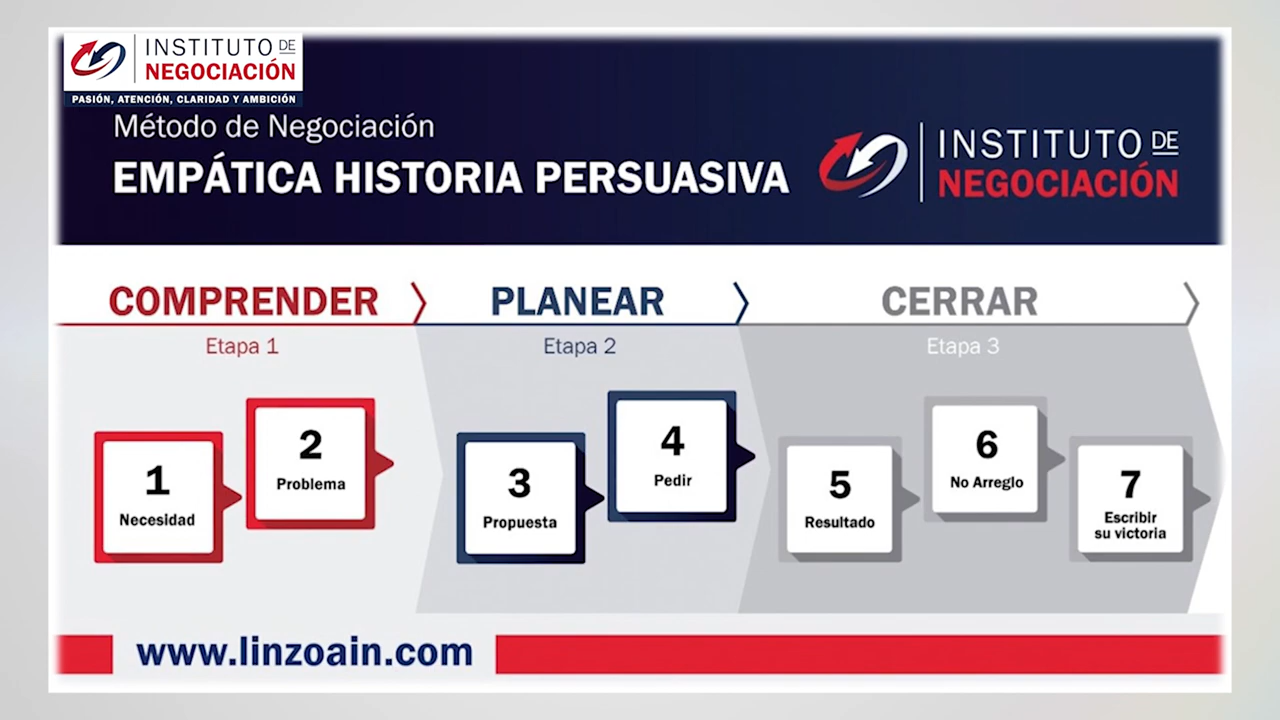 INSTITUTO DE
NEGOCIACIÓN
PASIÓN, ATENCIÓN, CLARIDAD Y AMBICIÓN
Método de Negociación
EMPÁTICA HISTORIA PERSUASIVA
INSTITUTO DE
NEGOCIACIÓN
COMPRENDER
PLANEAR
CERRAR
Etapa 1
Etapa 2
Etapa 3
1
Necesidad
2
Problema
3
Propuesta
4
Pedir
5
Resultado
6
No Arreglo
7
Escribir
su victoria
www.linzoain.com